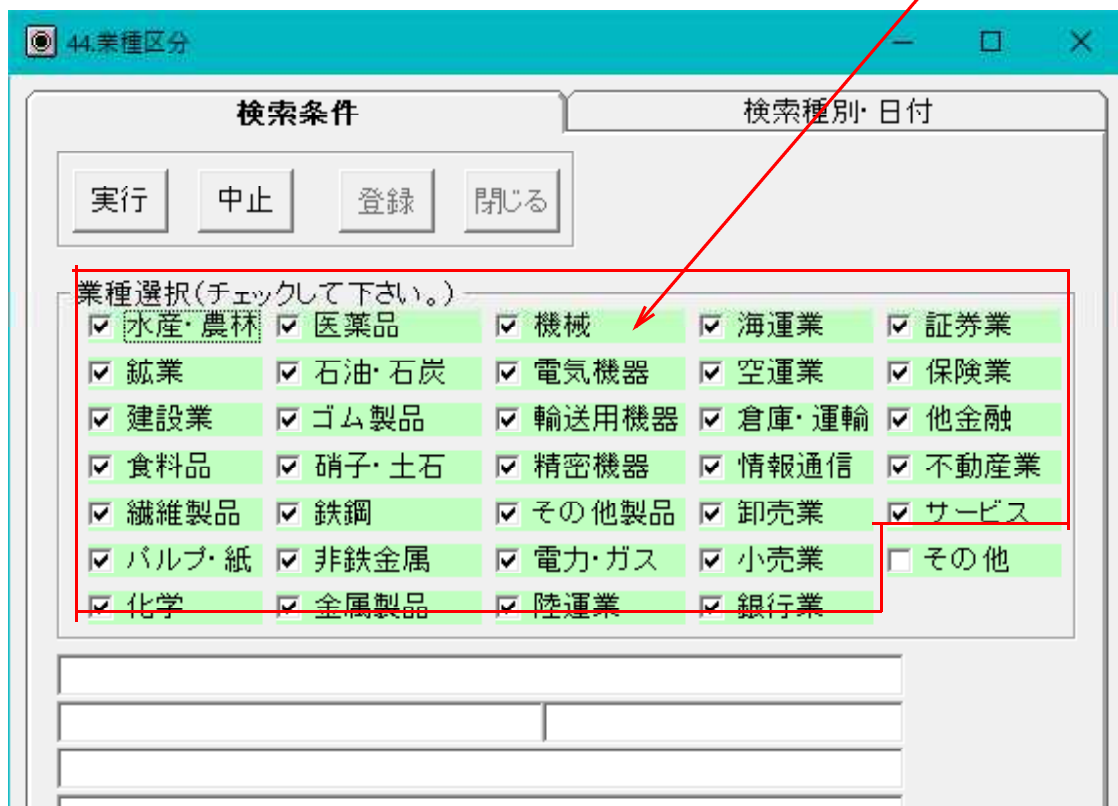 44.業種区分
検索条件 検索種別・日付
実行 中止 登録 閉じる
業種選択(チェックして下さい。)
水産・農林 医薬品 機械 海運業 証券業
鉱業 石油・石炭 電気機器 空運業 保険業
建設業 ゴム製品 輸送用機器 倉庫・運輸 他金融
食料品 硝子・土石 精密機器 情報通信 不動産業
繊維製品 鉄鋼 その他製品 卸売業 サービス
パルプ・紙 非鉄金属 電力・ガス 小売業 その他
化学 金属製品 陸運業 銀行業